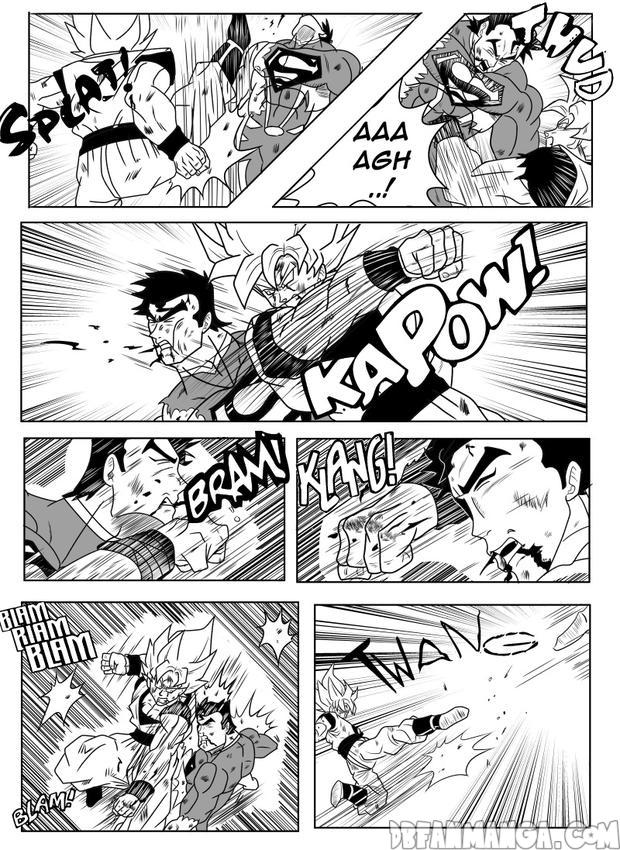 SPLAT!
AAA
AGH
..!
THUD
KAPOW!
BRAM!
KLANG!
BLAM
BLAM
BLAM
BLAM!
TWANG
DBFANMANGA.COM